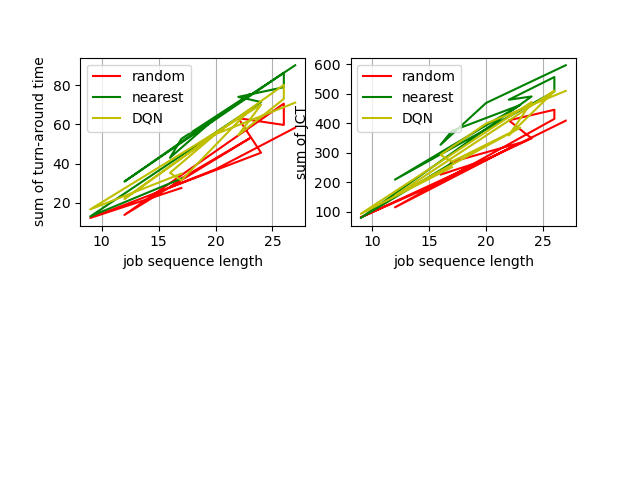 sum of turn-around time
80
60
40
20
random
nearest
DQN
10
15
20
25
job sequence length
sum of JCT
600
500
400
300
200
100
random
nearest
DQN
10
15
20
25
job sequence length